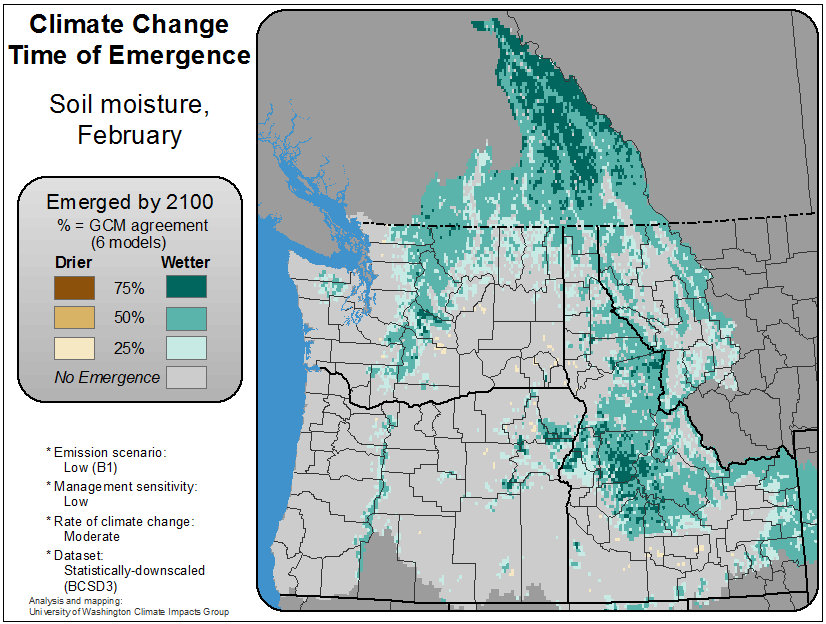 Climate Change
Time of Emergence
Soil moisture,
February
Emerged by 2100
% = GCM agreement
(6 models)
Drier Wetter
75%
50%
25%
No Emergence
* Emission scenario:
Low (B1)
* Management sensitivity:
Low
* Rate of climate change:
Moderate
* Dataset:
Statistically-downscaled
(BCSD3)
Analysis and mapping:
University of Washington Climate Impacts Group